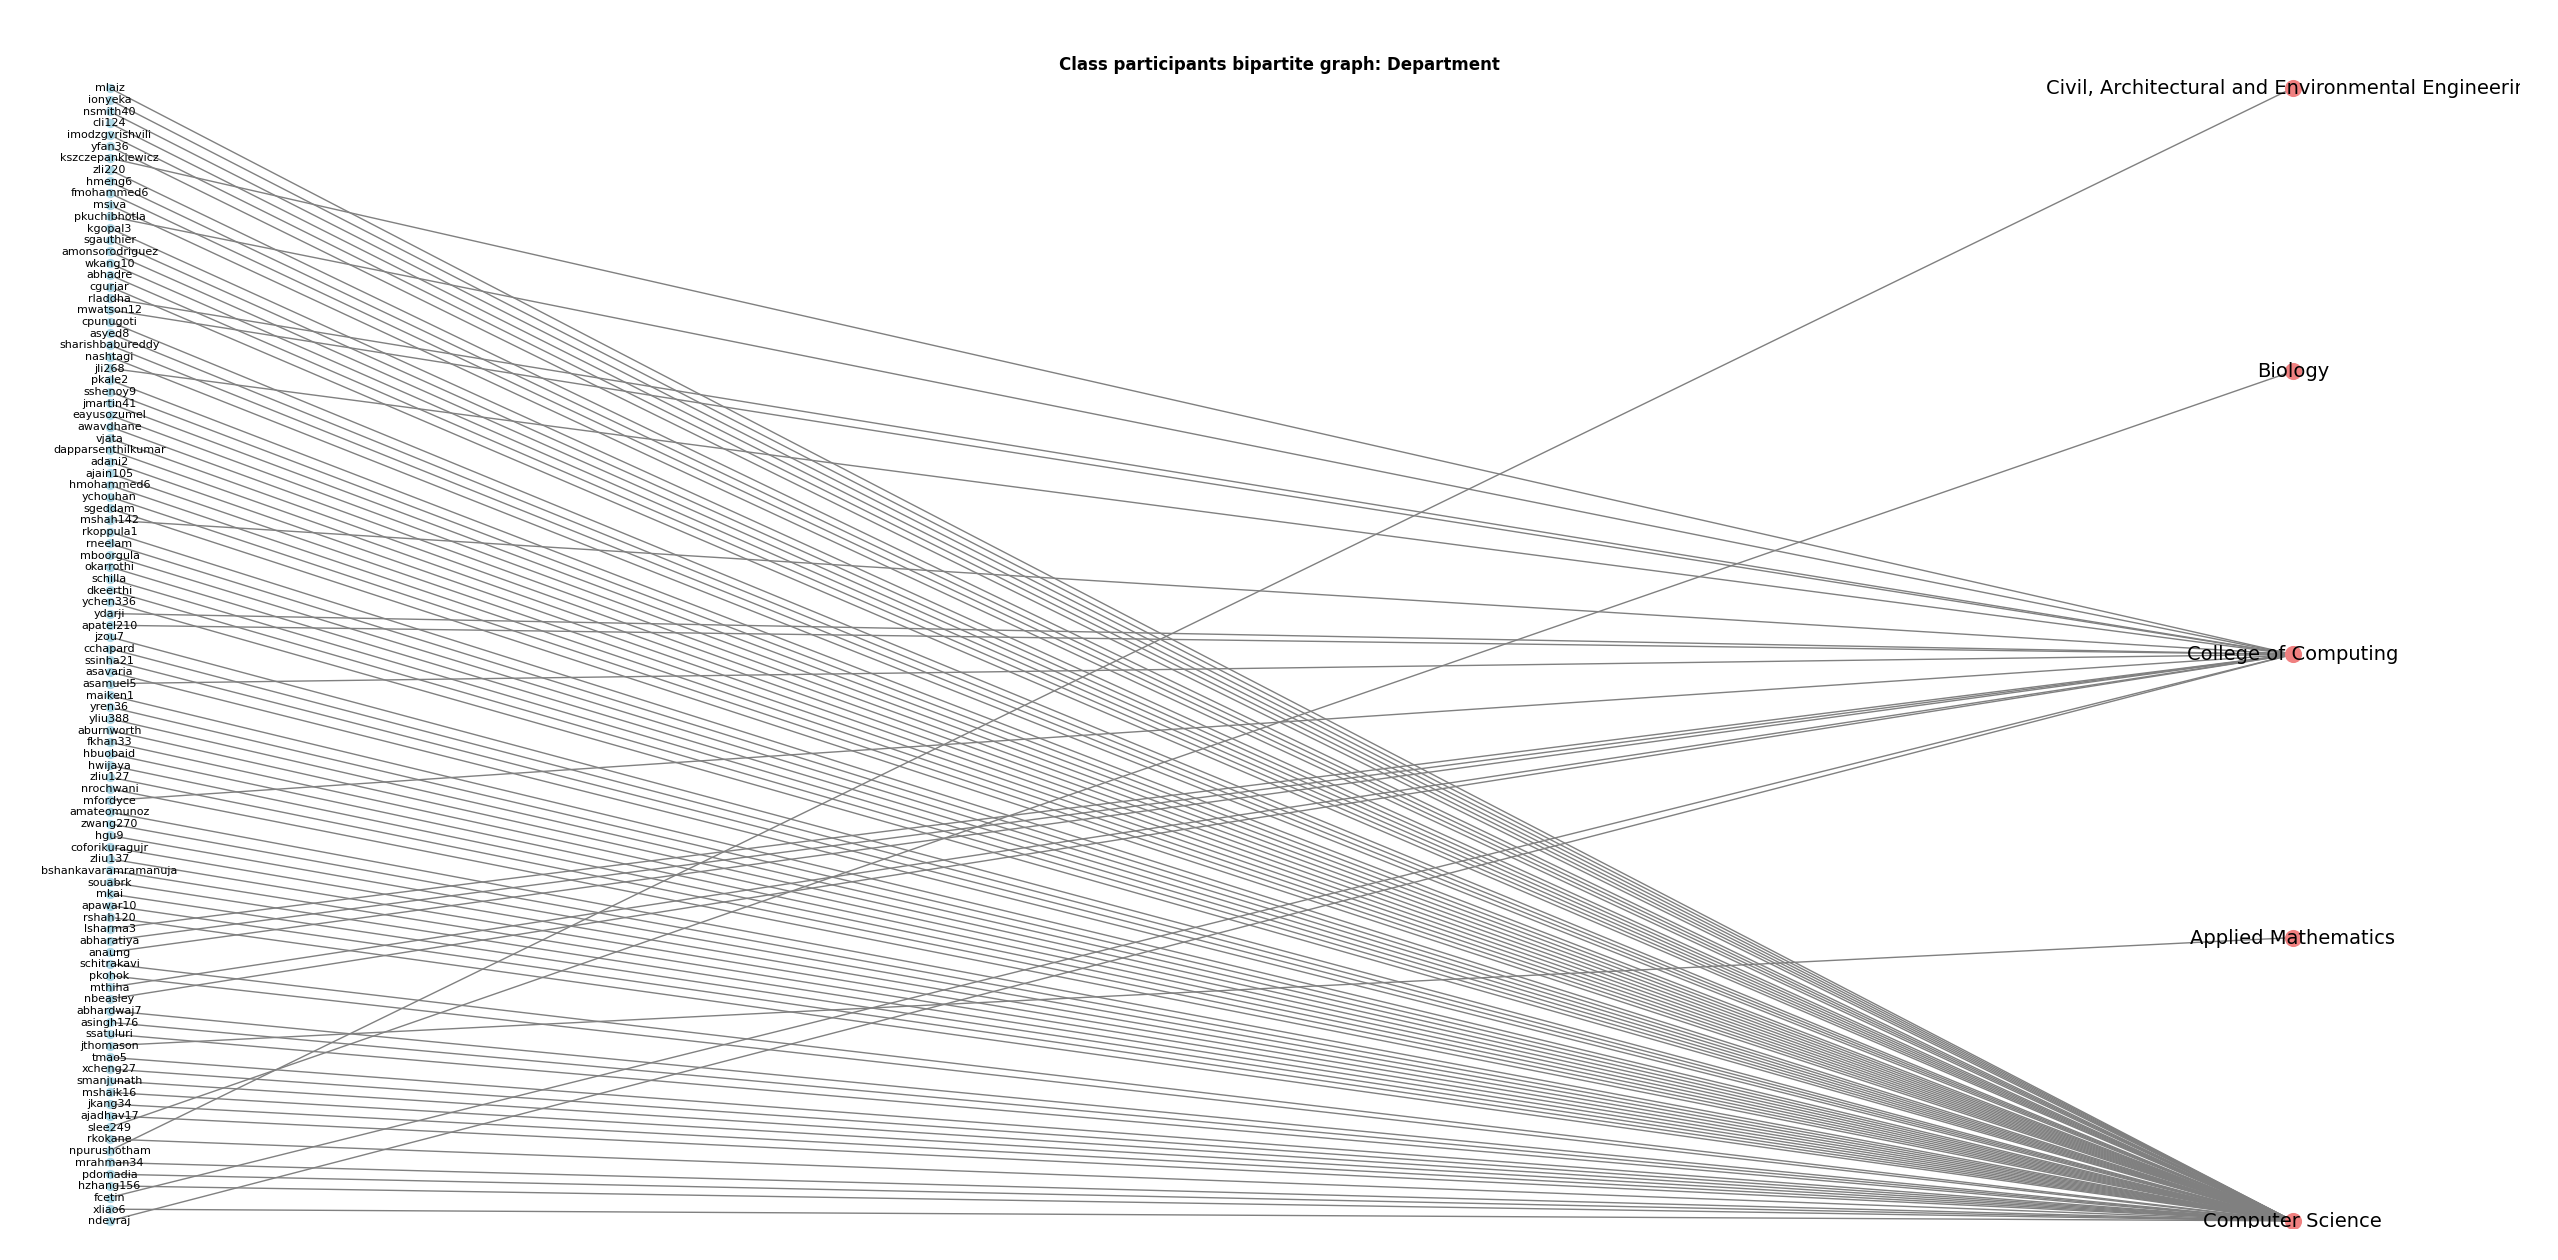 Class participants bipartite graph: Department
mlaiz
ionyeka
nsmith40
cli124
imodzgvrishvili
yfan36
kszczepankiewicz
zli220
hmeng6
fmohammed6
msiva
pkuchibhotla
kgopal3
sgauthier
amonsorodriguez
wkang10
abhadre
cgurjar
rladdha
mwatson12
cpunugoti
asyed8
sharishbabureddy
nashtagi
jli268
pkale2
sshenoy9
jmartin41
eayusozumel
awavdhane
vjata
dapparsenthilkumar
adani2
ajain105
hmohammed6
ychouhan
sgeddam
mshah142
rkoppula1
rneelam
mboorgula
okarrothi
schilla
dkeerthi
ychen336
ydarji
apatel210
jzou7
cchapard
ssinha21
asavaria
asamuel5
maiken1
yren36
yliu388
aburnworth
fkhan33
hbuobaid
hwijaya
zliu127
nrochwani
mfordyce
amateomunoz
zwang270
hgu9
coforikuragujr
zliu137
bshankavaramramanuja
souabrk
mkai
apawar10
rshah120
lsharma3
abharatiya
anaung
schitrakavi
pkohok
mthiha
nbeasley
abhardwaj7
asingh176
ssatuluri
jthomason
tmao5
xcheng27
smanjunath
mshaik16
jkang34
ajadhav17
slee249
rkokane
npurushotham
mrahman34
pdomadia
hzhang156
fcetin
xliao6
ndevraj
Civil, Architectural and Environmental Engineerin
Biology
College of Computing
Applied Mathematics
Computer Science